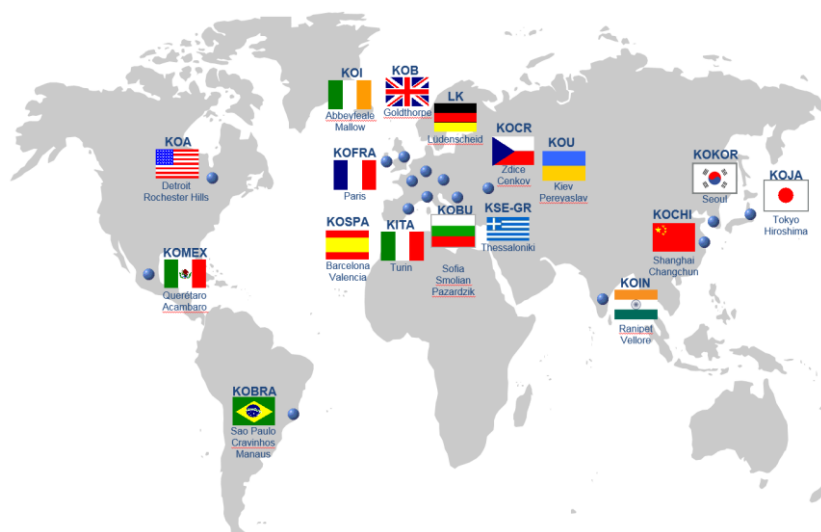 KOI
Abbeyfeale
Mallow
KOB
Goldthorpe
LK
Lüdenscheid
KOCR
Zdice
Cenkov
KOU
Kiev
Pereyaslav
KOA
Detroit
Rochester Hills
KOFRA
Paris
KOKOR
Seoul
KOJA
Tokyo
Hiroshima
KOSPA
Barcelona
Valencia
KITA
Turin
KOBU
Sofia
Smolian
Pazardzik
KSE-GR
Thessaloniki
KOCHI
Shanghai
Changchun
KOMEX
Querétaro
Acambaro
KOIN
Ranipet
Vellore
KOBRA
Sao Paulo
Cravinhos
Manaus